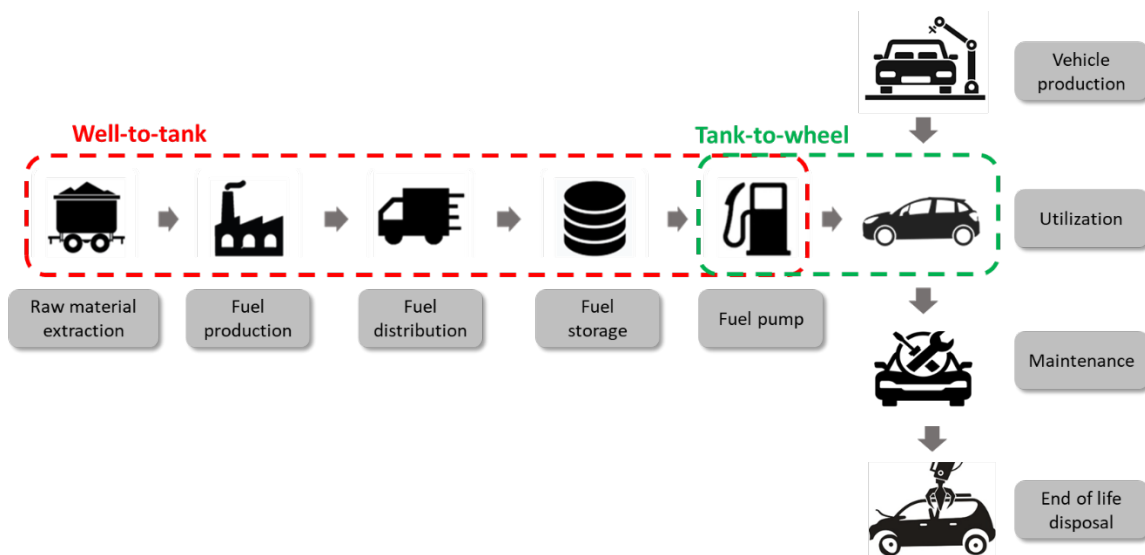 Vehicle
production
Well-to-tank
Tank-to-wheel
Utilization
Raw material
extraction
Fuel
production
Fuel
distribution
Fuel
storage
Fuel pump
Maintenance
End of life
disposal